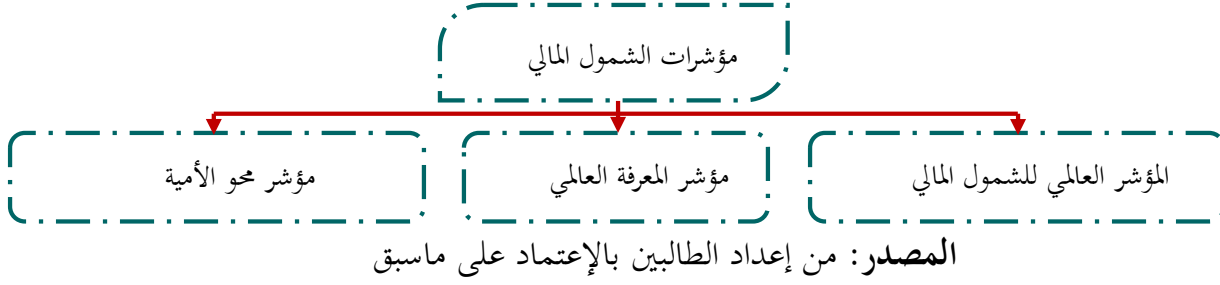 مؤشرات الشمول المالي
المؤشر العالمي للشمول المالي
مؤشر المعرفة العالمي
مؤشر محو الأمية
المصدر: من إعداد الطالبين بالإعتماد على ماسبق